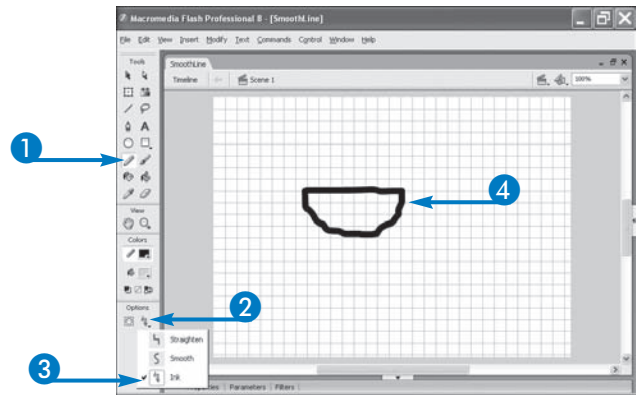 Macromedia Flash Professional 8 - [SmoothLine]
File Edit View Insert Modify Text Commands Control Window Help
Tools
SmoothLine
Timeline Scene 1 100%
A
1
4
View
Colors
Options
2
Straighten
Smooth
3
Ink
Parameters Filters